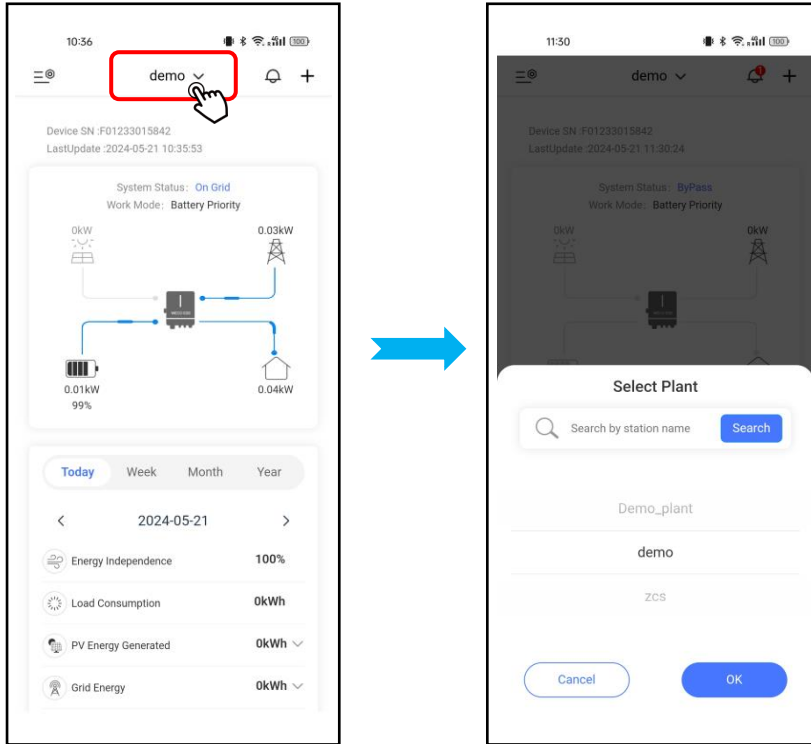 10:36
100
demo
Device SN :F01233015842
LastUpdate :2024-05-21 10:35:53
System Status: On Grid
Work Mode: Battery Priority
0kW
0.03kW
0.01kW
99%
0.04kW
Today Week Month Year
2024-05-21
Energy Independence 100%
Load Consumption 0kWh
PV Energy Generated 0kWh
Grid Energy 0kWh
11:30
100
demo
1
Device SN :F01233015842
LastUpdate :2024-05-21 11:30:24
System Status: ByPass
Work Mode: Battery Priority
0kW
0kW
Select Plant
Search by station name Search
Demo_plant
demo
zcs
Cancel OK